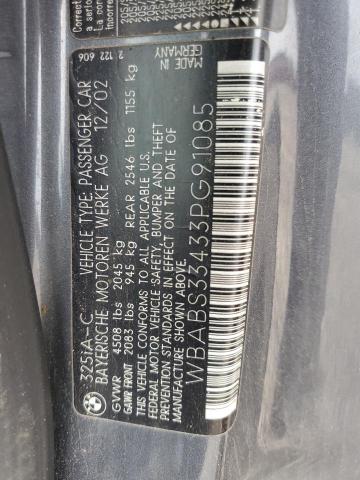 325iA-C VEHICLE TYPE: PASSENGER CAR
BAYERISCHE MOTOREN WERKE AG 12/02
GVWR 4508 lbs 2045 kg
GAWR FRONT 2083 lbs 945 kg REAR 2546 lbs 1155 kg
THIS VEHICLE CONFORMS TO ALL APPLICABLE U.S.
FEDERAL MOTOR VEHICLE SAFETY, BUMPER AND THEFT
PREVENTION STANDARDS IN EFFECT ON THE DATE OF
MANUFACTURE SHOWN ABOVE.
WBABS33433PG91085
2 122 606
MADE IN
GERMANY